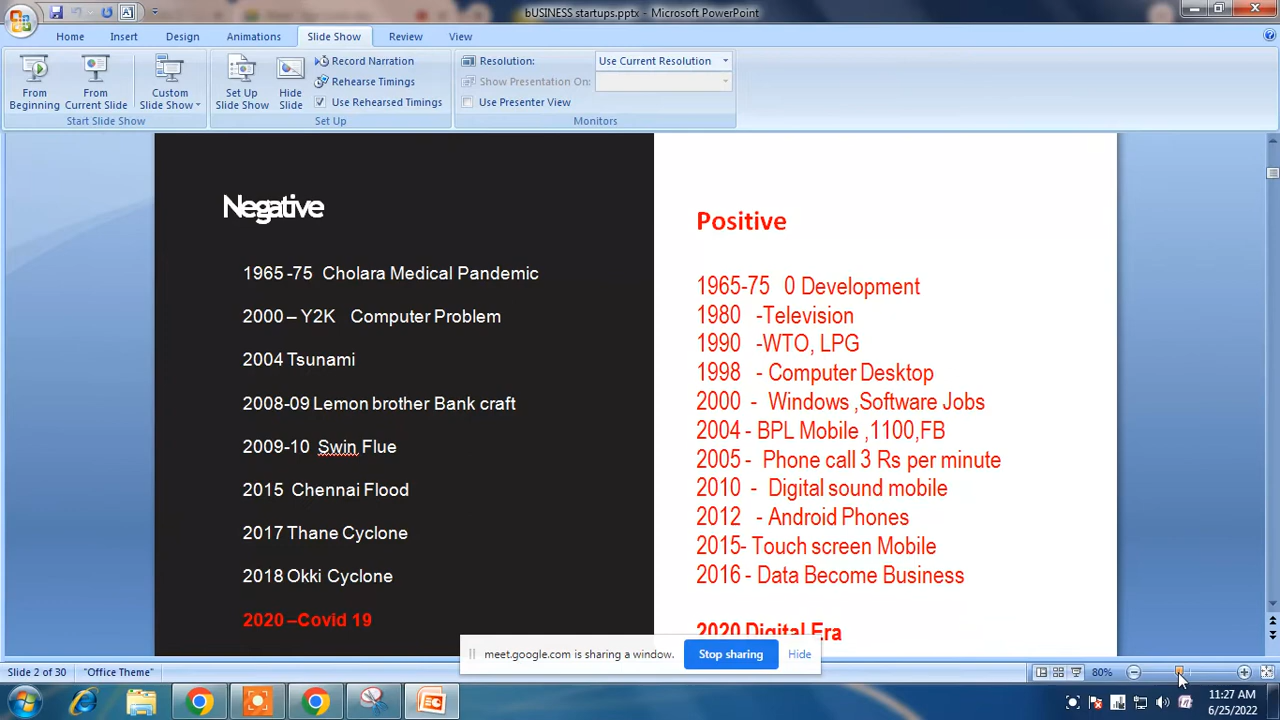 bUSINESS startups.pptx - Microsoft PowerPoint
Home Insert Design Animations Slide Show Review View
From Beginning
From Current Slide
Custom Slide Show
Start Slide Show
Set Up Slide Show
Hide Slide
Record Narration
Rehearse Timings
Use Rehearsed Timings
Set Up
Resolution: Use Current Resolution
Show Presentation On:
Use Presenter View
Monitors
Negative
1965 -75 Cholara Medical Pandemic
2000 – Y2K Computer Problem
2004 Tsunami
2008-09 Lemon brother Bank craft
2009-10 Swin Flue
2015 Chennai Flood
2017 Thane Cyclone
2018 Okki Cyclone
2020 –Covid 19
Positive
1965-75 0 Development
1980 -Television
1990 -WTO, LPG
1998 - Computer Desktop
2000 - Windows ,Software Jobs
2004 - BPL Mobile ,1100,FB
2005 - Phone call 3 Rs per minute
2010 - Digital sound mobile
2012 - Android Phones
2015- Touch screen Mobile
2016 - Data Become Business
2020 Digital Era
meet.google.com is sharing a window. Stop sharing Hide
Slide 2 of 30 "Office Theme" 80%
11:27 AM
6/25/2022